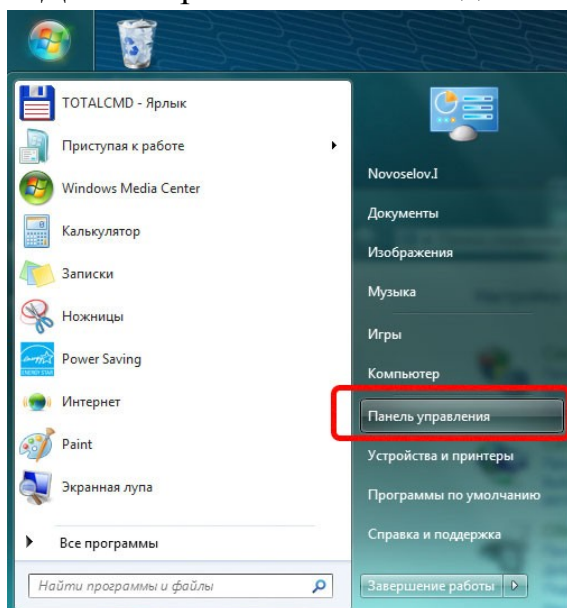 TOTALCMD - Ярлык
Приступая к работе
Windows Media Center
Калькулятор
Записки
Ножницы
Power Saving
Интернет
Paint
Экранная лупа
Все программы
Найти программы и файлы
Novoselov.I
Документы
Изображения
Музыка
Игры
Компьютер
Панель управления
Устройства и принтеры
Программы по умолчанию
Справка и поддержка
Завершение работы